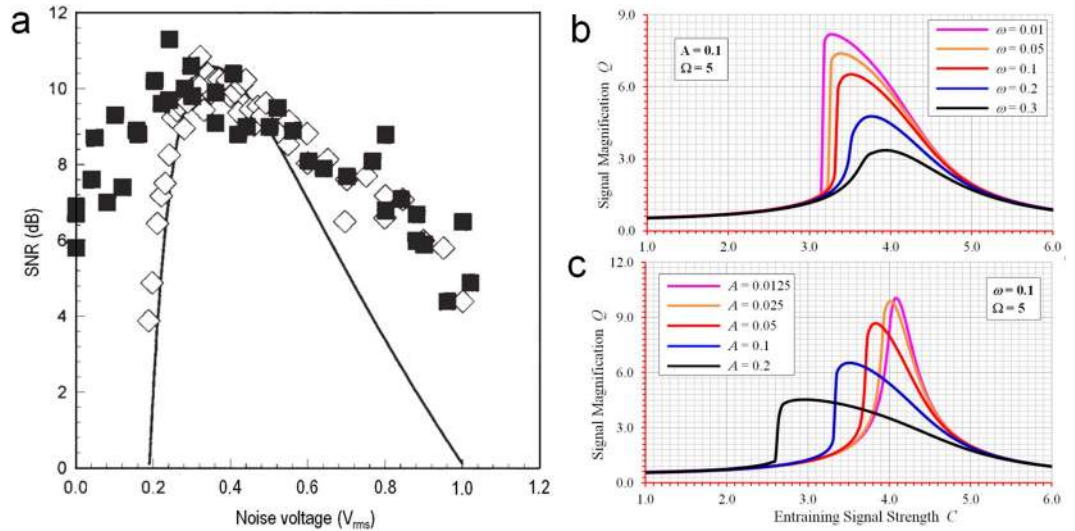 a
12
10
8
6
4
2
0
SNR (dB)
0.0 0.2 0.4 0.6 0.8 1.0 1.2
Noise voltage (Vrms)
b
9.0
6.0
3.0
0.0
Signal Magnification Q
A = 0.1
Ω = 5
ω = 0.01
ω = 0.05
ω = 0.1
ω = 0.2
ω = 0.3
1.0 2.0 3.0 4.0 5.0 6.0
c
12.0
9.0
6.0
3.0
0.0
Signal Magnification Q
A = 0.0125
A = 0.025
A = 0.05
A = 0.1
A = 0.2
ω = 0.1
Ω = 5
1.0 2.0 3.0 4.0 5.0 6.0
Entraining Signal Strength C